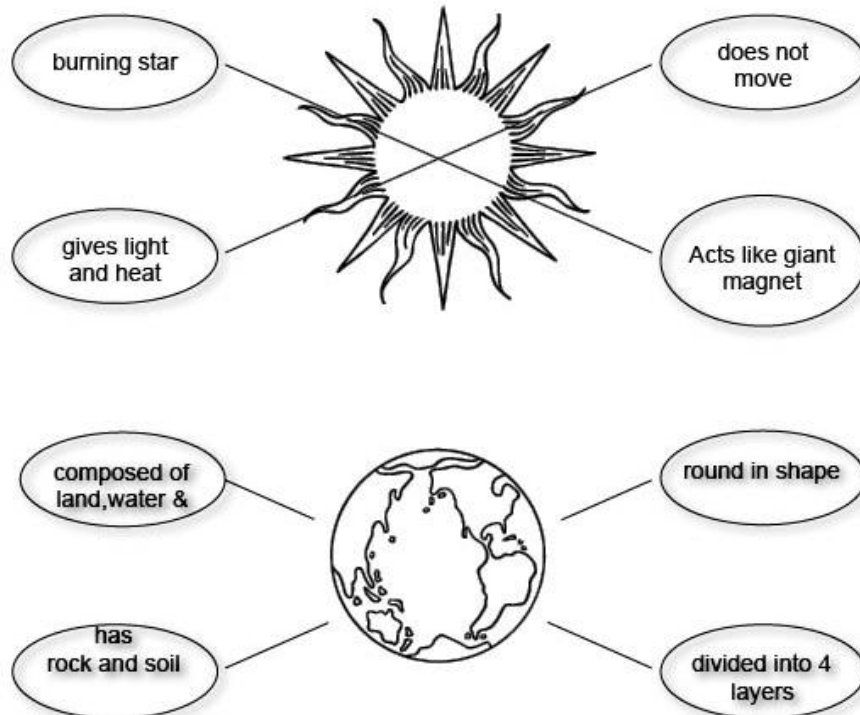 burning star
does not
move
gives light
and heat
Acts like giant
magnet
composed of
land,water &
round in shape
has
rock and soil
divided into 4
layers